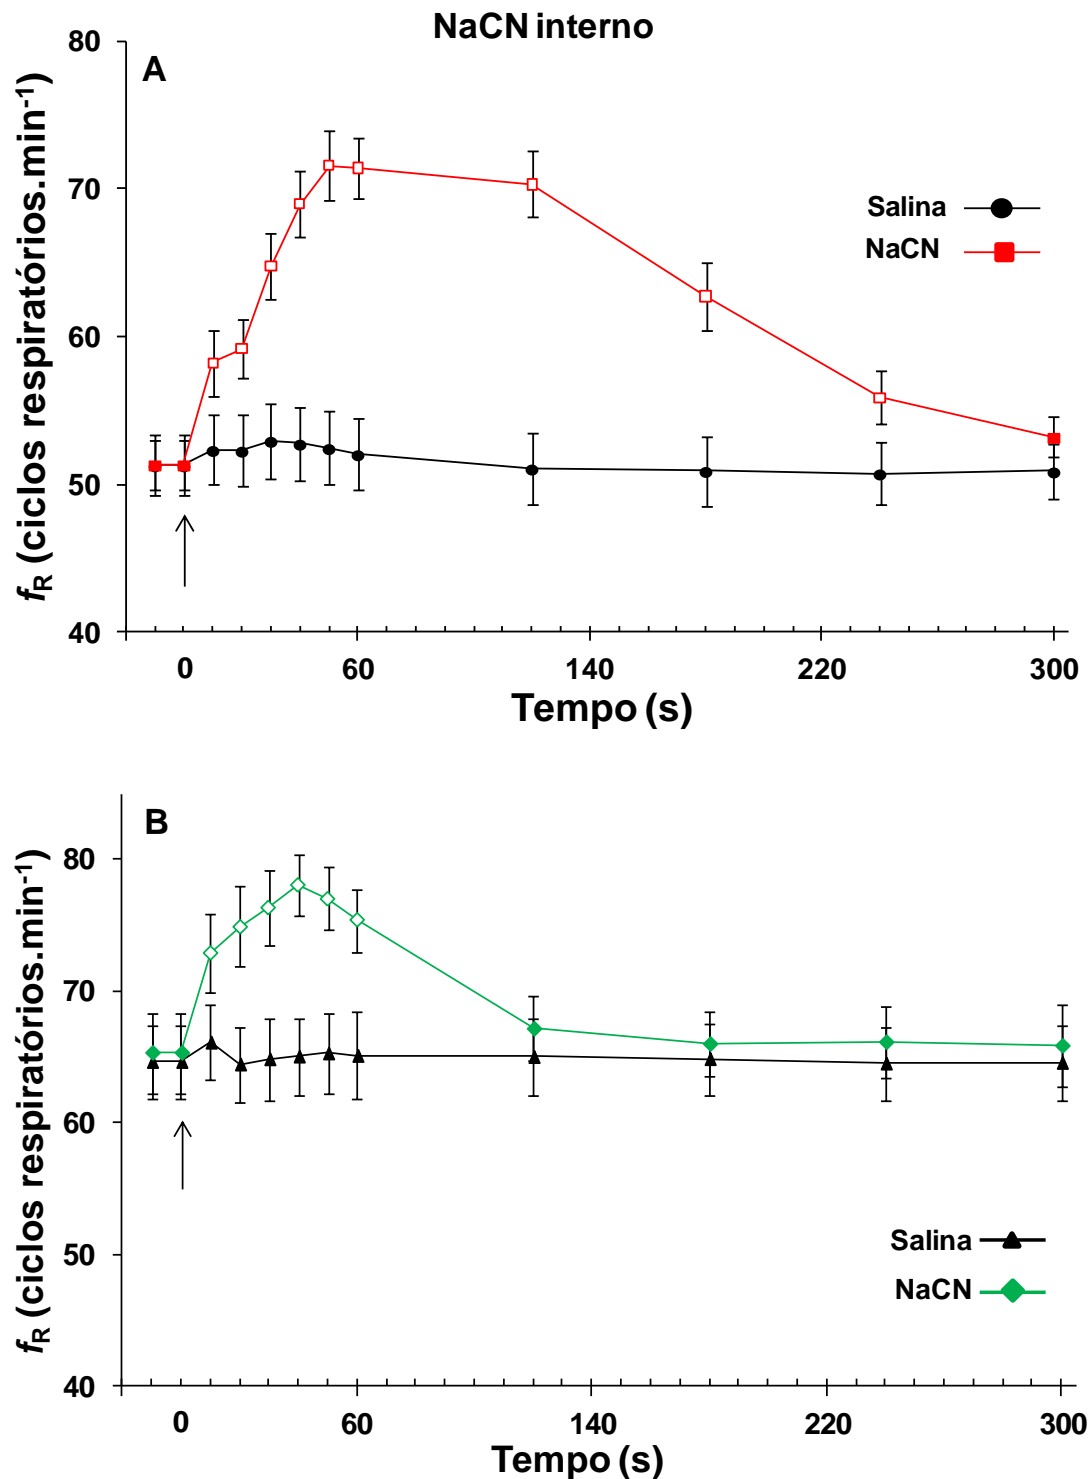 NaCN interno
A
80
70
60
50
40
fR (ciclos respiratórios.min-1)
Salina
NaCN
0 60 140 220 300
Tempo (s)
B
80
70
60
50
40
fR (ciclos respiratórios.min-1)
Salina
NaCN
0 60 140 220 300
Tempo (s)